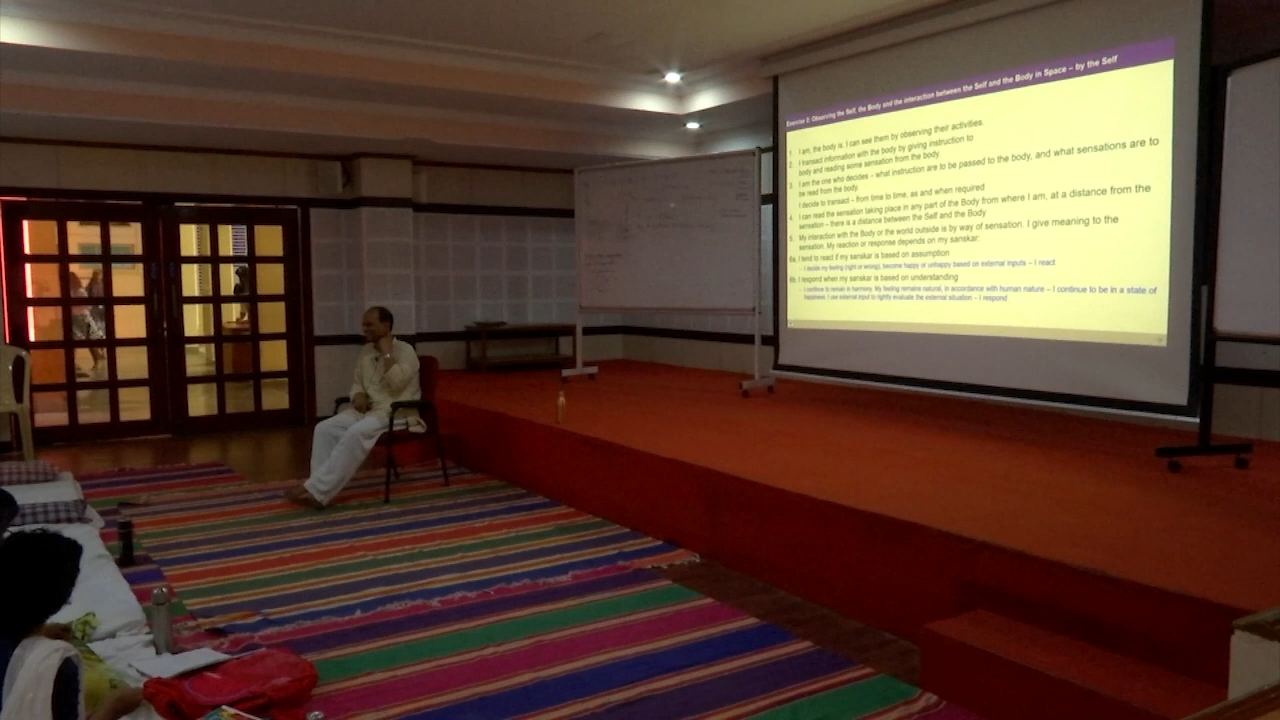 Exercise 2: Observing the Self, the Body and the interaction between the Self and the Body in Space – by the Self
1. I am, the body is. I can see them by observing their activities.
2. I transact information with the body by giving instruction to
body and reading some sensation from the body.
3. I am the one who decides – what instruction are to be passed to the body, and what sensations are to
be read from the body.
I decide to transact – from time to time, as and when required
4. I can read the sensation taking place in any part of the Body from where I am, at a distance from the
sensation – there is a distance between the Self and the Body
5. My interaction with the Body or the world outside is by way of sensation. I give meaning to the
sensation. My reaction or response depends on my sanskar.
6a. I tend to react if my sanskar is based on assumption
– I decide my feeling (right or wrong), become happy or unhappy based on external inputs – I react
6b. I respond when my sanskar is based on understanding
– I continue to remain in harmony. My feeling remains natural, in accordance with human nature – I continue to be in a state of
happiness. I use external input to rightly evaluate the external situation – I respond